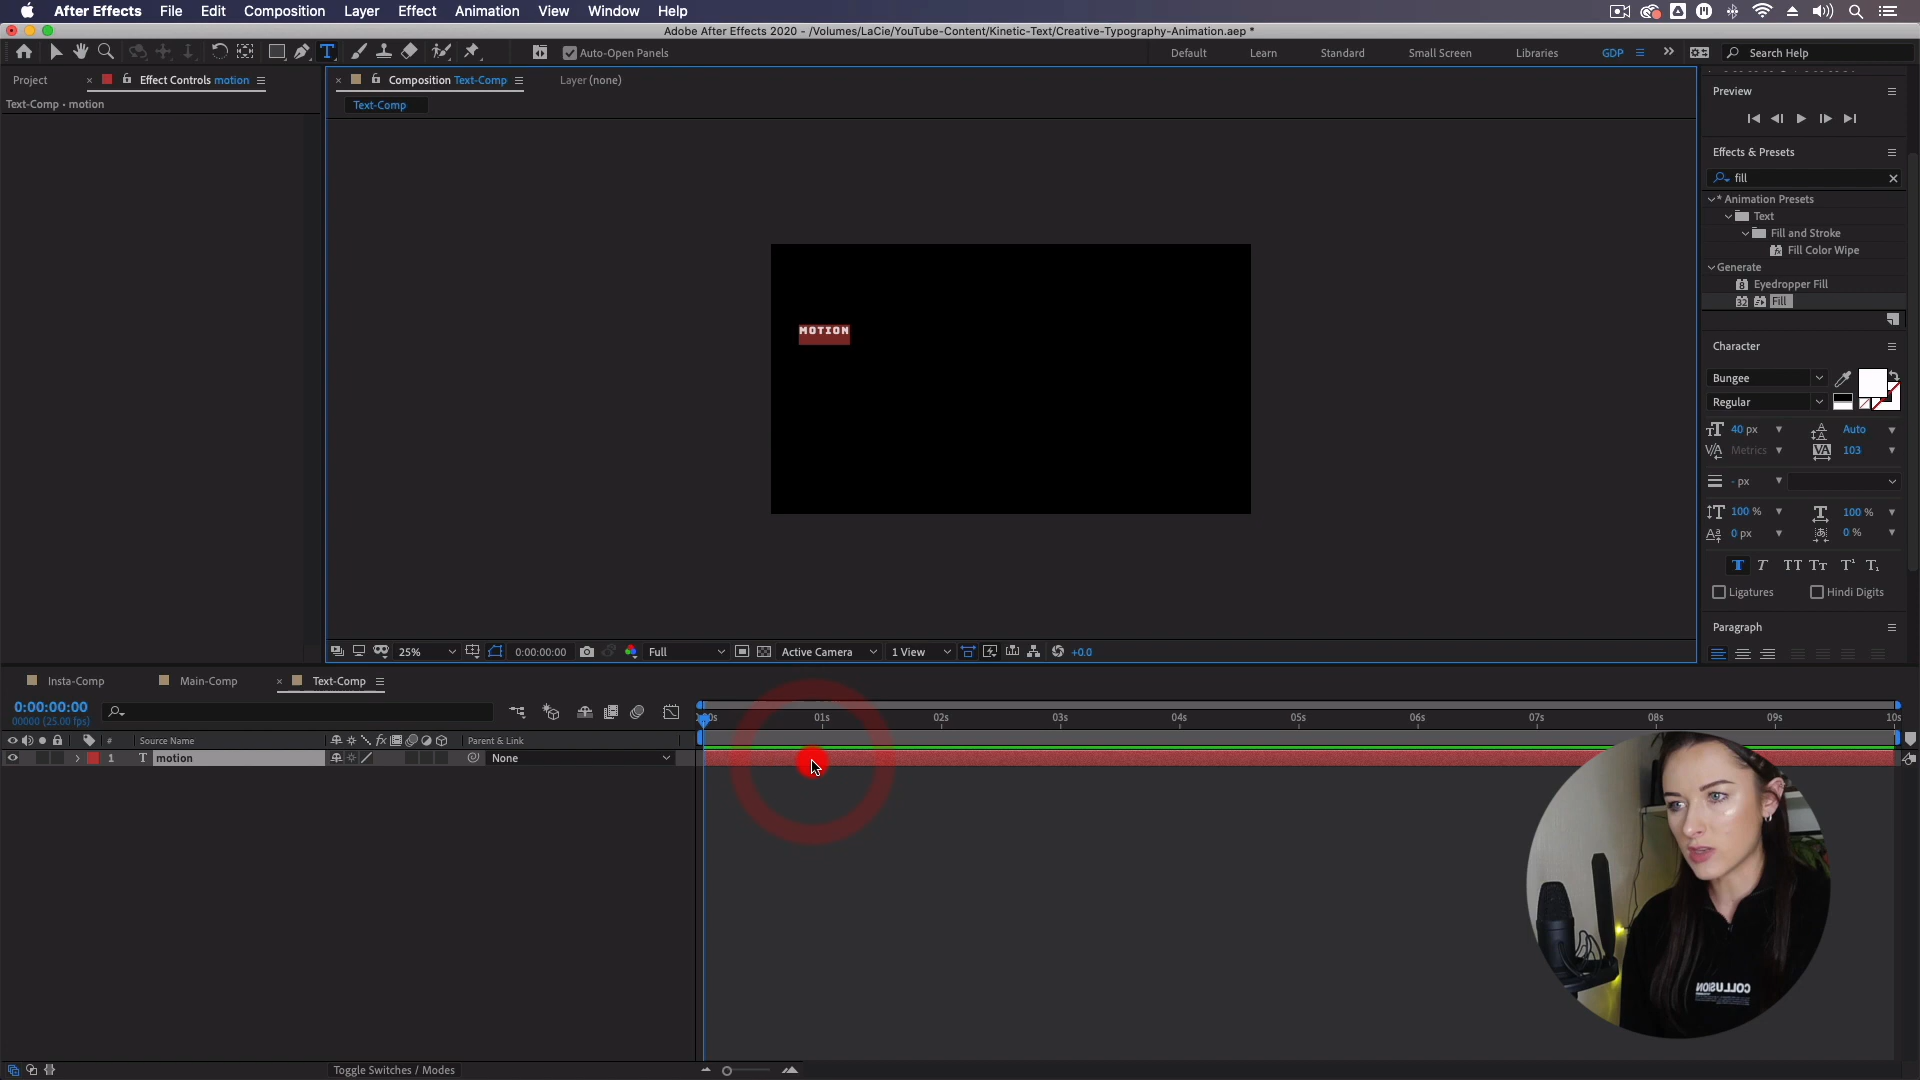 After Effects File Edit Composition Layer Effect Animation View Window Help
Adobe After Effects 2020 - /Volumes/LaCie/YouTube-Content/Kinetic-Text/Creative-Typography-Animation.aep *
Auto-Open Panels Default Learn Standard Small Screen Libraries GDP Search Help
Project Effect Controls motion Composition Text-Comp Layer (none)
Text-Comp • motion
Text-Comp
Preview
Effects & Presets
fill
* Animation Presets
Text
Fill and Stroke
Fill Color Wipe
Generate
Eyedropper Fill
Fill
MOTION
Character
Bungee
Regular
40 px Auto
Metrics 103
- px
100 % 100 %
0 px 0 %
Ligatures Hindi Digits
Paragraph
25% 0:00:00:00 Full Active Camera 1 View +0.0
Insta-Comp Main-Comp Text-Comp
0:00:00:00
00000 (25.00 fps)
01s 02s 03s 04s 05s 06s 07s 08s 09s 10s
# Source Name Parent & Link
1 T motion None
COLLUSION
Toggle Switches / Modes